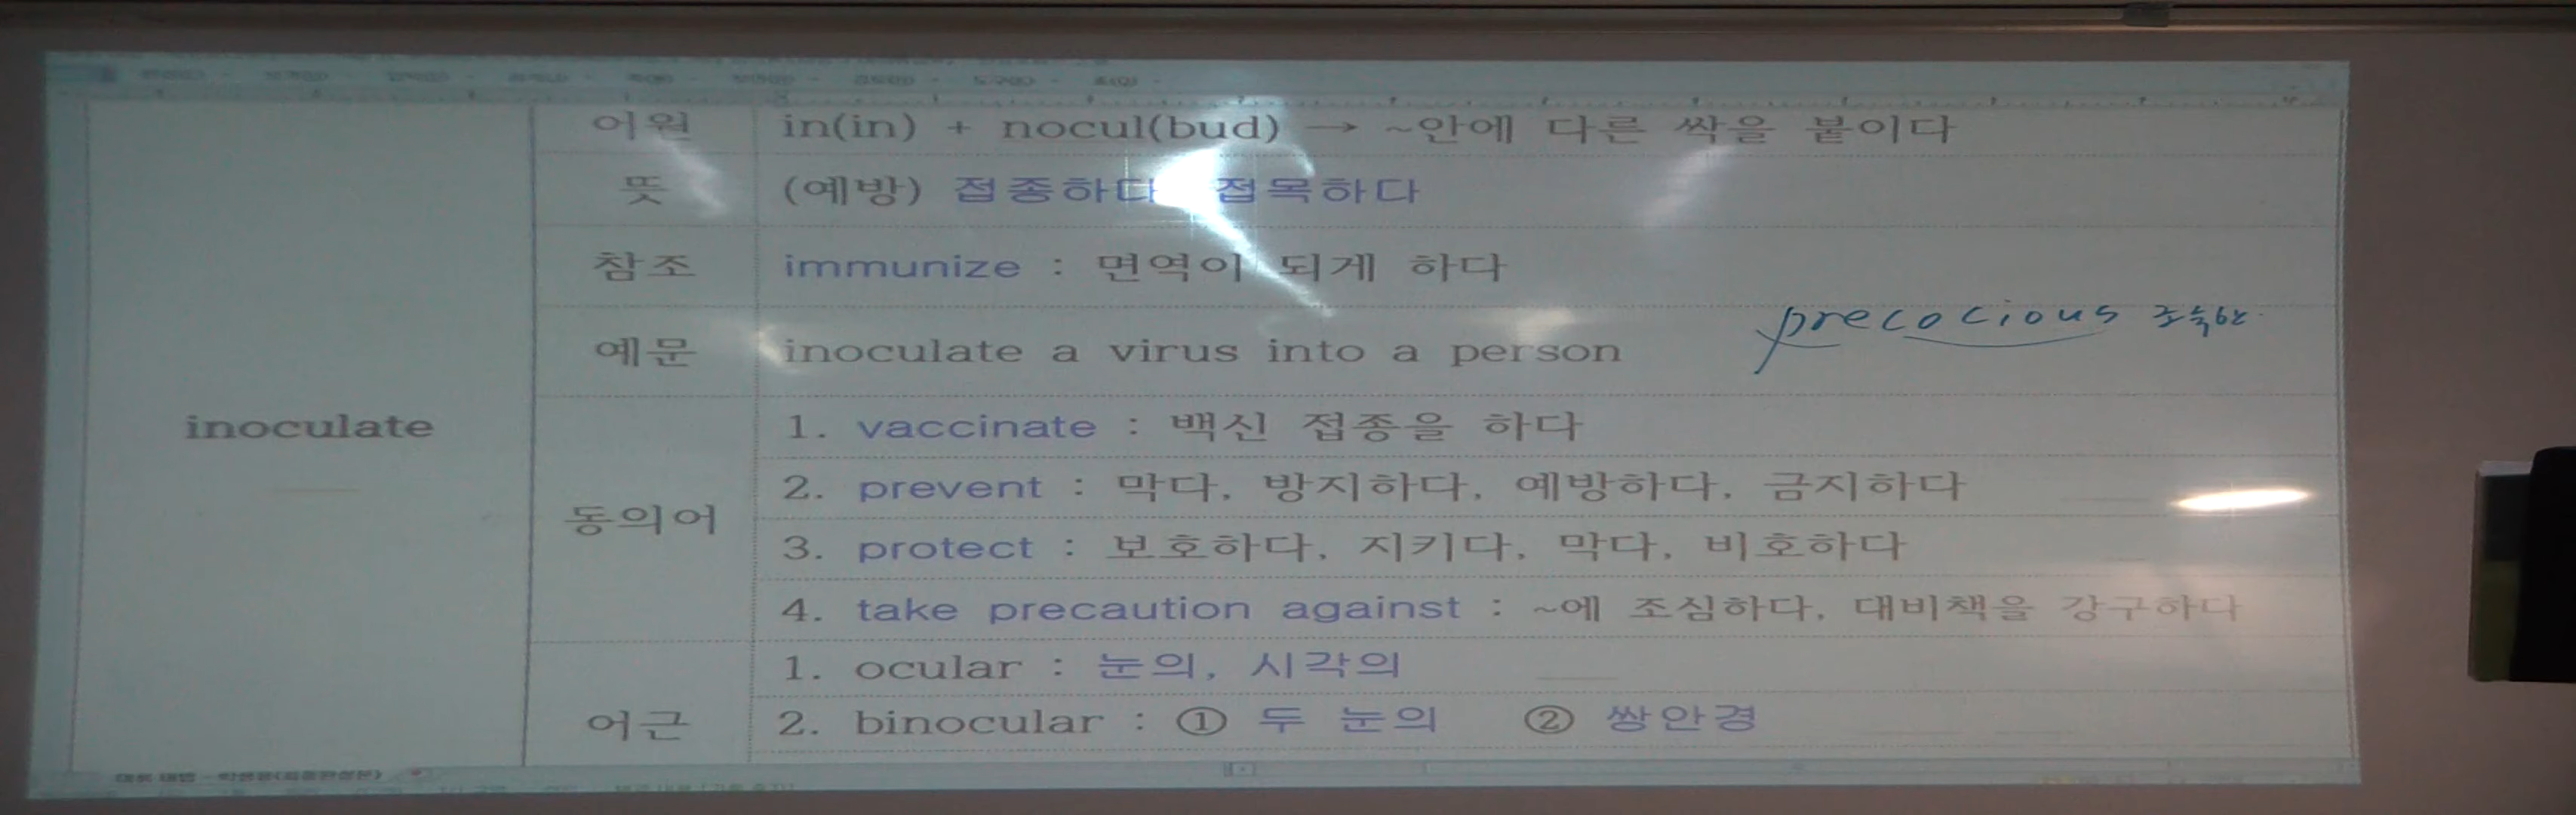 어원 in(in) + nocul(bud) → ~안에 다른 싹을 붙이다
뜻 (예방) 접종하다 접목하다
참조 immunize : 면역이 되게 하다
precocious 조숙한
예문 inoculate a virus into a person
inoculate
동의어
1. vaccinate : 백신 접종을 하다
2. prevent : 막다, 방지하다, 예방하다, 금지하다
3. protect : 보호하다, 지키다, 막다, 비호하다
4. take precaution against : ~에 조심하다, 대비책을 강구하다
어근
1. ocular : 눈의, 시각의
2. binocular : ① 두 눈의 ② 쌍안경